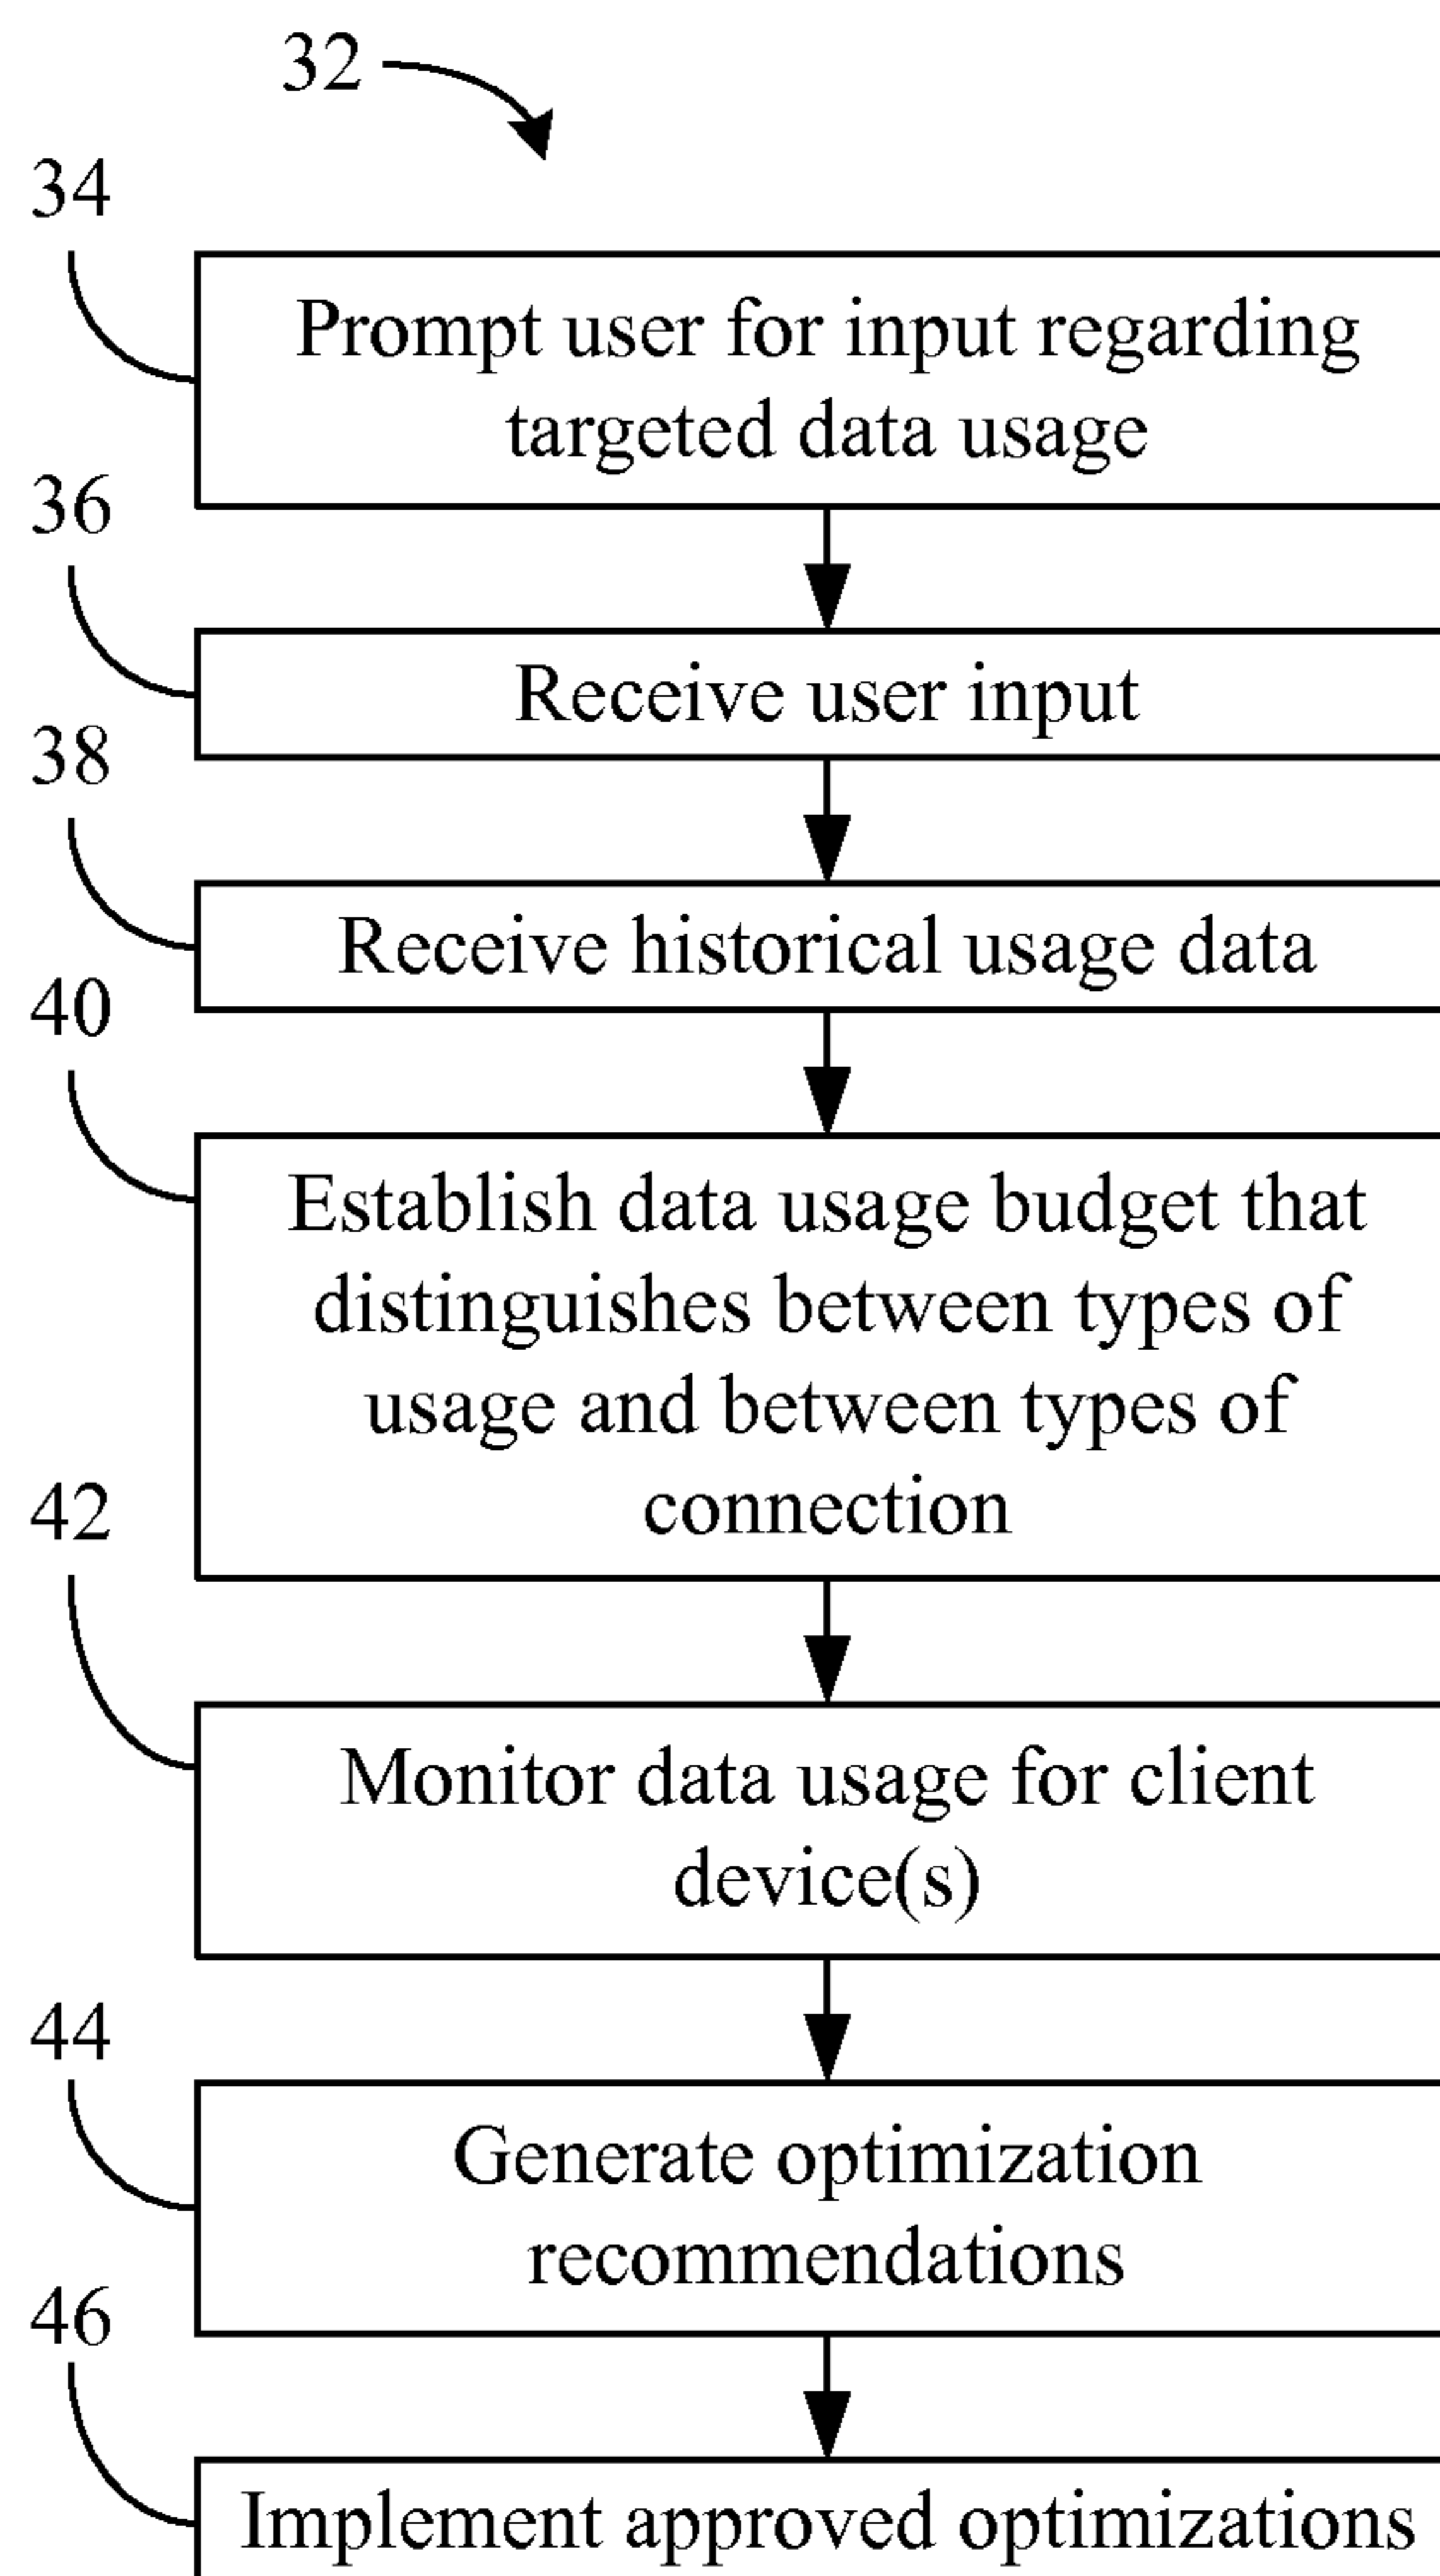 32
34
Prompt user for input regarding
targeted data usage
36
Receive user input
38
Receive historical usage data
40
Establish data usage budget that
distinguishes between types of
usage and between types of
connection
42
Monitor data usage for client
device(s)
44
Generate optimization
recommendations
46
Implement approved optimizations